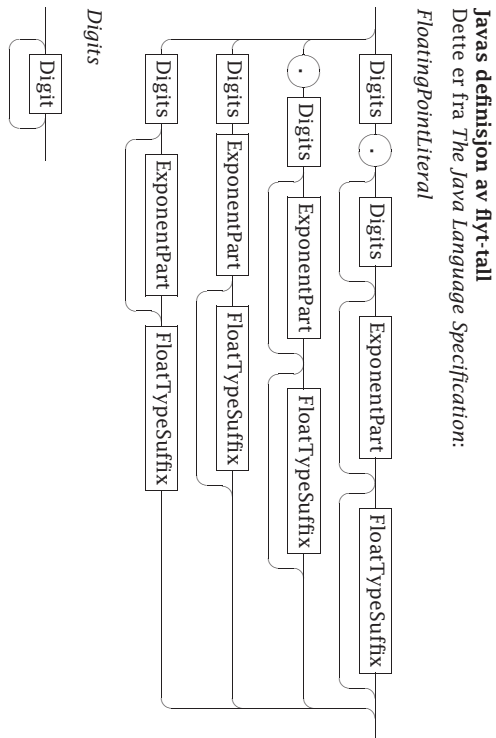 Javas definisjon av flyt-tall
Dette er fra The Java Language Specification:
FloatingPointLiteral
Digits . Digits ExponentPart FloatTypeSuffix
. Digits ExponentPart FloatTypeSuffix
Digits ExponentPart FloatTypeSuffix
Digits ExponentPart FloatTypeSuffix
Digits
Digit